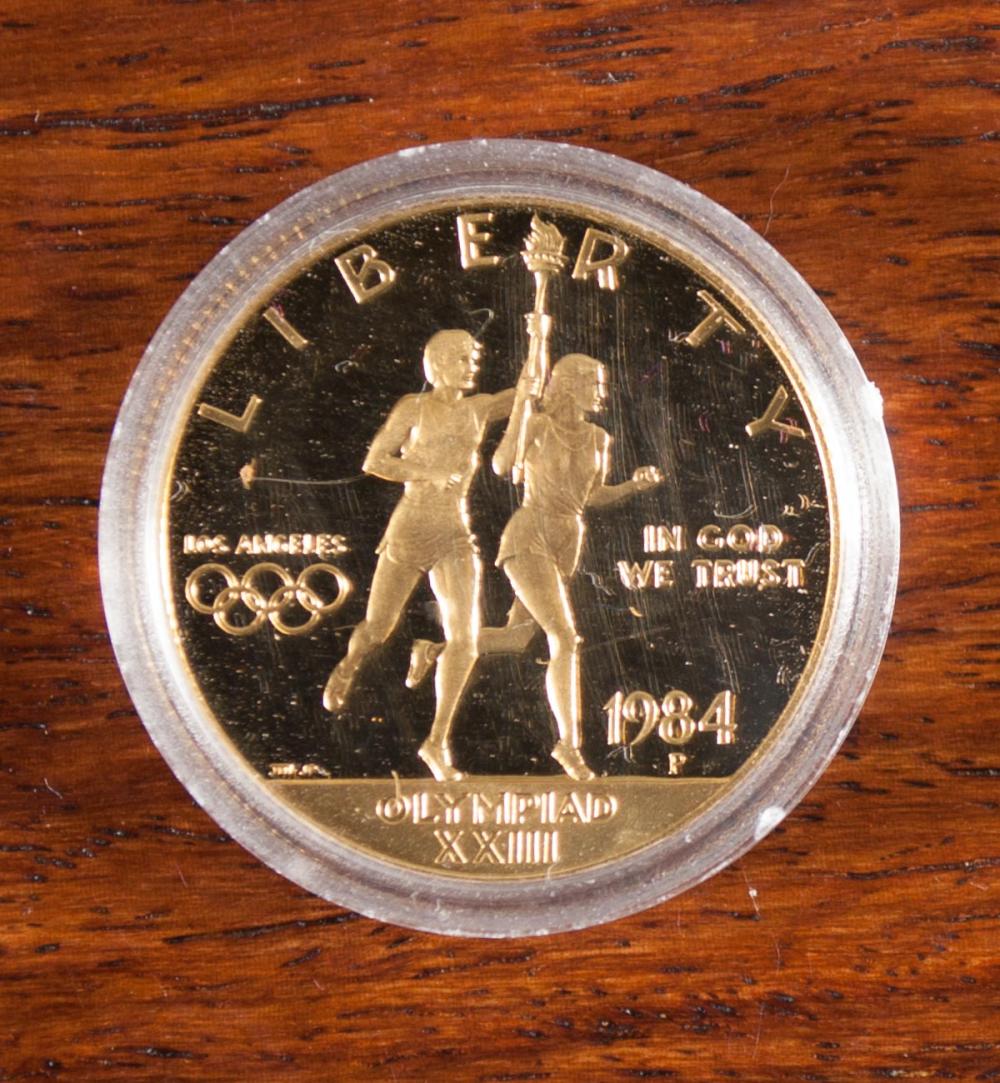 LIBERTY
LOS ANGELES
IN GOD
WE TRUST
1984
P
OLYMPIAD
XXIII